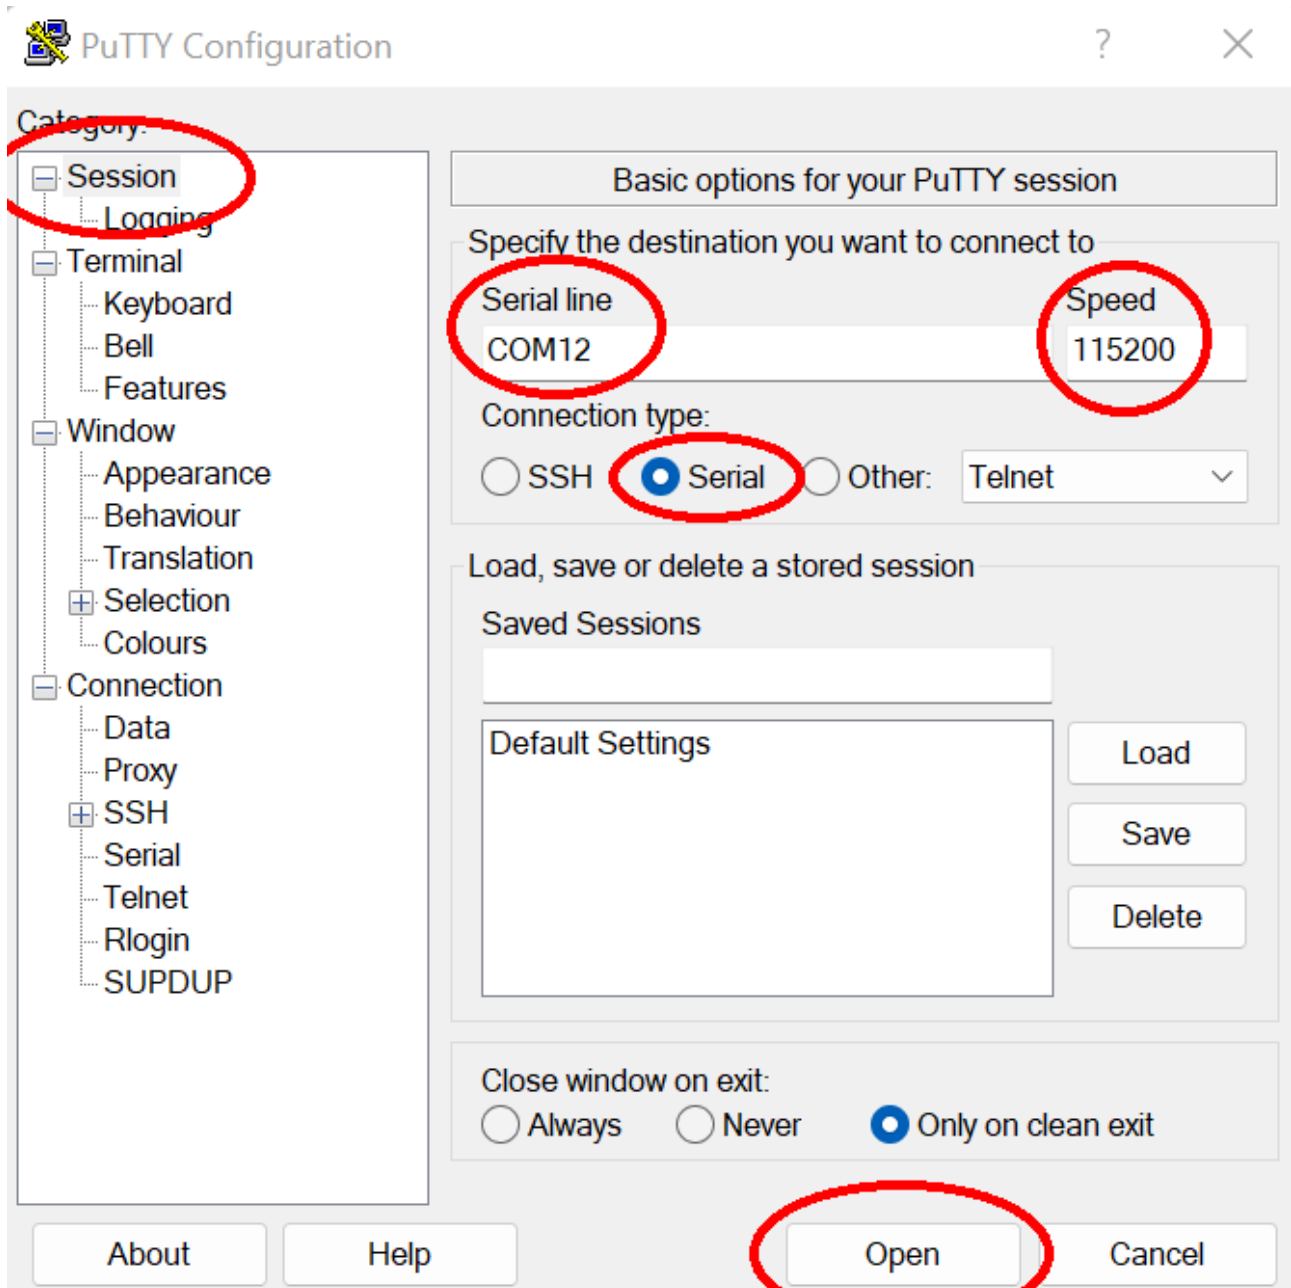 PuTTY Configuration
?
Category:
Session
Logging
Terminal
Keyboard
Bell
Features
Window
Appearance
Behaviour
Translation
Selection
Colours
Connection
Data
Proxy
SSH
Serial
Telnet
Rlogin
SUPDUP
Basic options for your PuTTY session
Specify the destination you want to connect to
Serial line Speed
COM12 115200
Connection type:
SSH Serial Other: Telnet
Load, save or delete a stored session
Saved Sessions
Default Settings
Load
Save
Delete
Close window on exit:
Always Never Only on clean exit
About Help Open Cancel